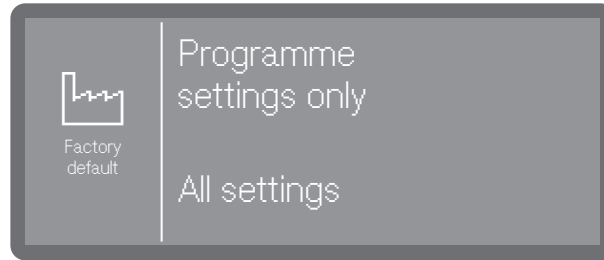 Factory
default
Programme
settings only
All settings